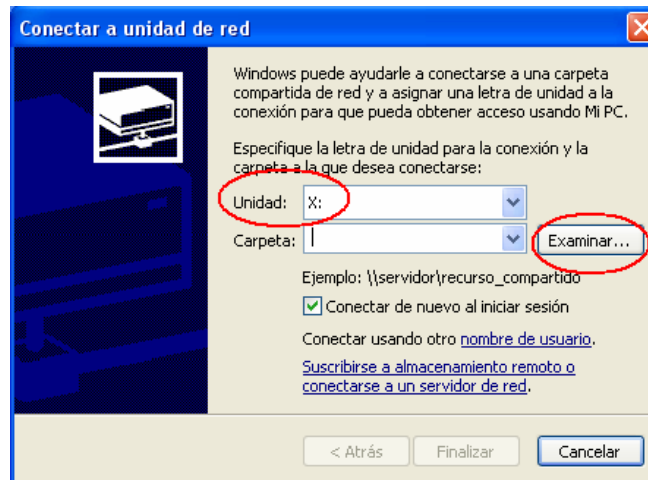 Conectar a unidad de red
Windows puede ayudarle a conectarse a una carpeta
compartida de red y a asignar una letra de unidad a la
conexión para que pueda obtener acceso usando Mi PC.
Especifique la letra de unidad para la conexión y la
carpeta a la que desea conectarse:
Unidad: X:
Carpeta: Examinar...
Ejemplo: \\servidor\recurso_compartido
Conectar de nuevo al iniciar sesión
Conectar usando otro nombre de usuario.
Suscribirse a almacenamiento remoto o
conectarse a un servidor de red.
< Atrás Finalizar Cancelar